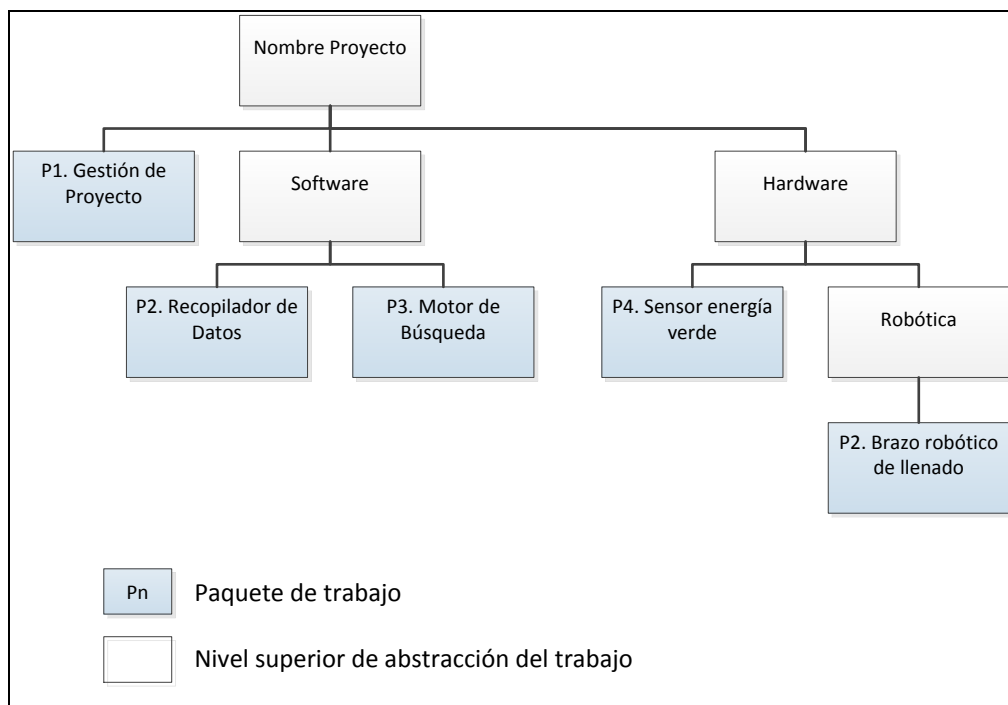 Nombre Proyecto
P1. Gestión de
Proyecto
Software
Hardware
P2. Recopilador de
Datos
P3. Motor de
Búsqueda
P4. Sensor energía
verde
Robótica
P2. Brazo robótico
de llenado
Pn
Paquete de trabajo
Nivel superior de abstracción del trabajo